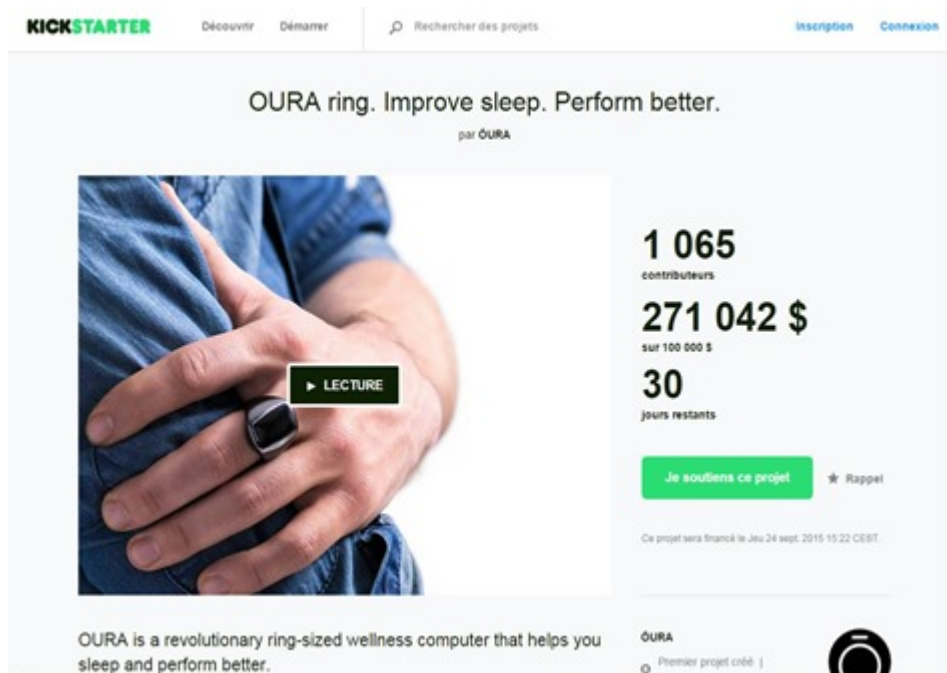 KICKSTARTER Découvrir Démarrer Rechercher des projets Inscription Connexion
OURA ring. Improve sleep. Perform better.
par ÓURA
1 065
contributeurs
271 042 $
sur 100 000 $
30
jours restants
LECTURE
Je soutiens ce projet Rappel
Ce projet sera financé le Jeu 24 sept. 2015 15:22 CEST.
OURA is a revolutionary ring-sized wellness computer that helps you
sleep and perform better.
ÓURA
Premier projet créé |